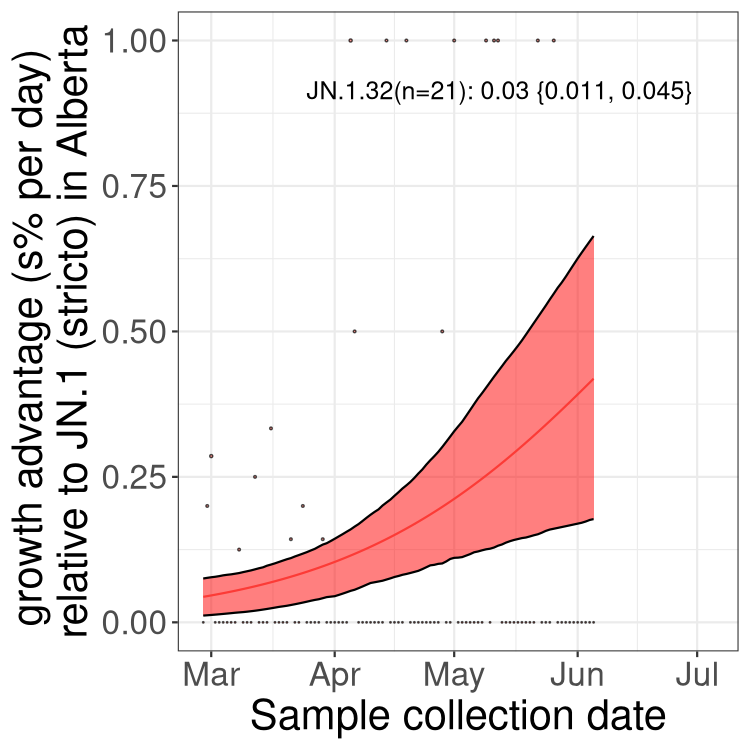 growth advantage (s% per day)
relative to JN.1 (stricto) in Alberta
1.00
JN.1.32(n=21): 0.03 {0.011, 0.045}
0.75
0.50
0.25
0.00
Mar Apr May Jun Jul
Sample collection date